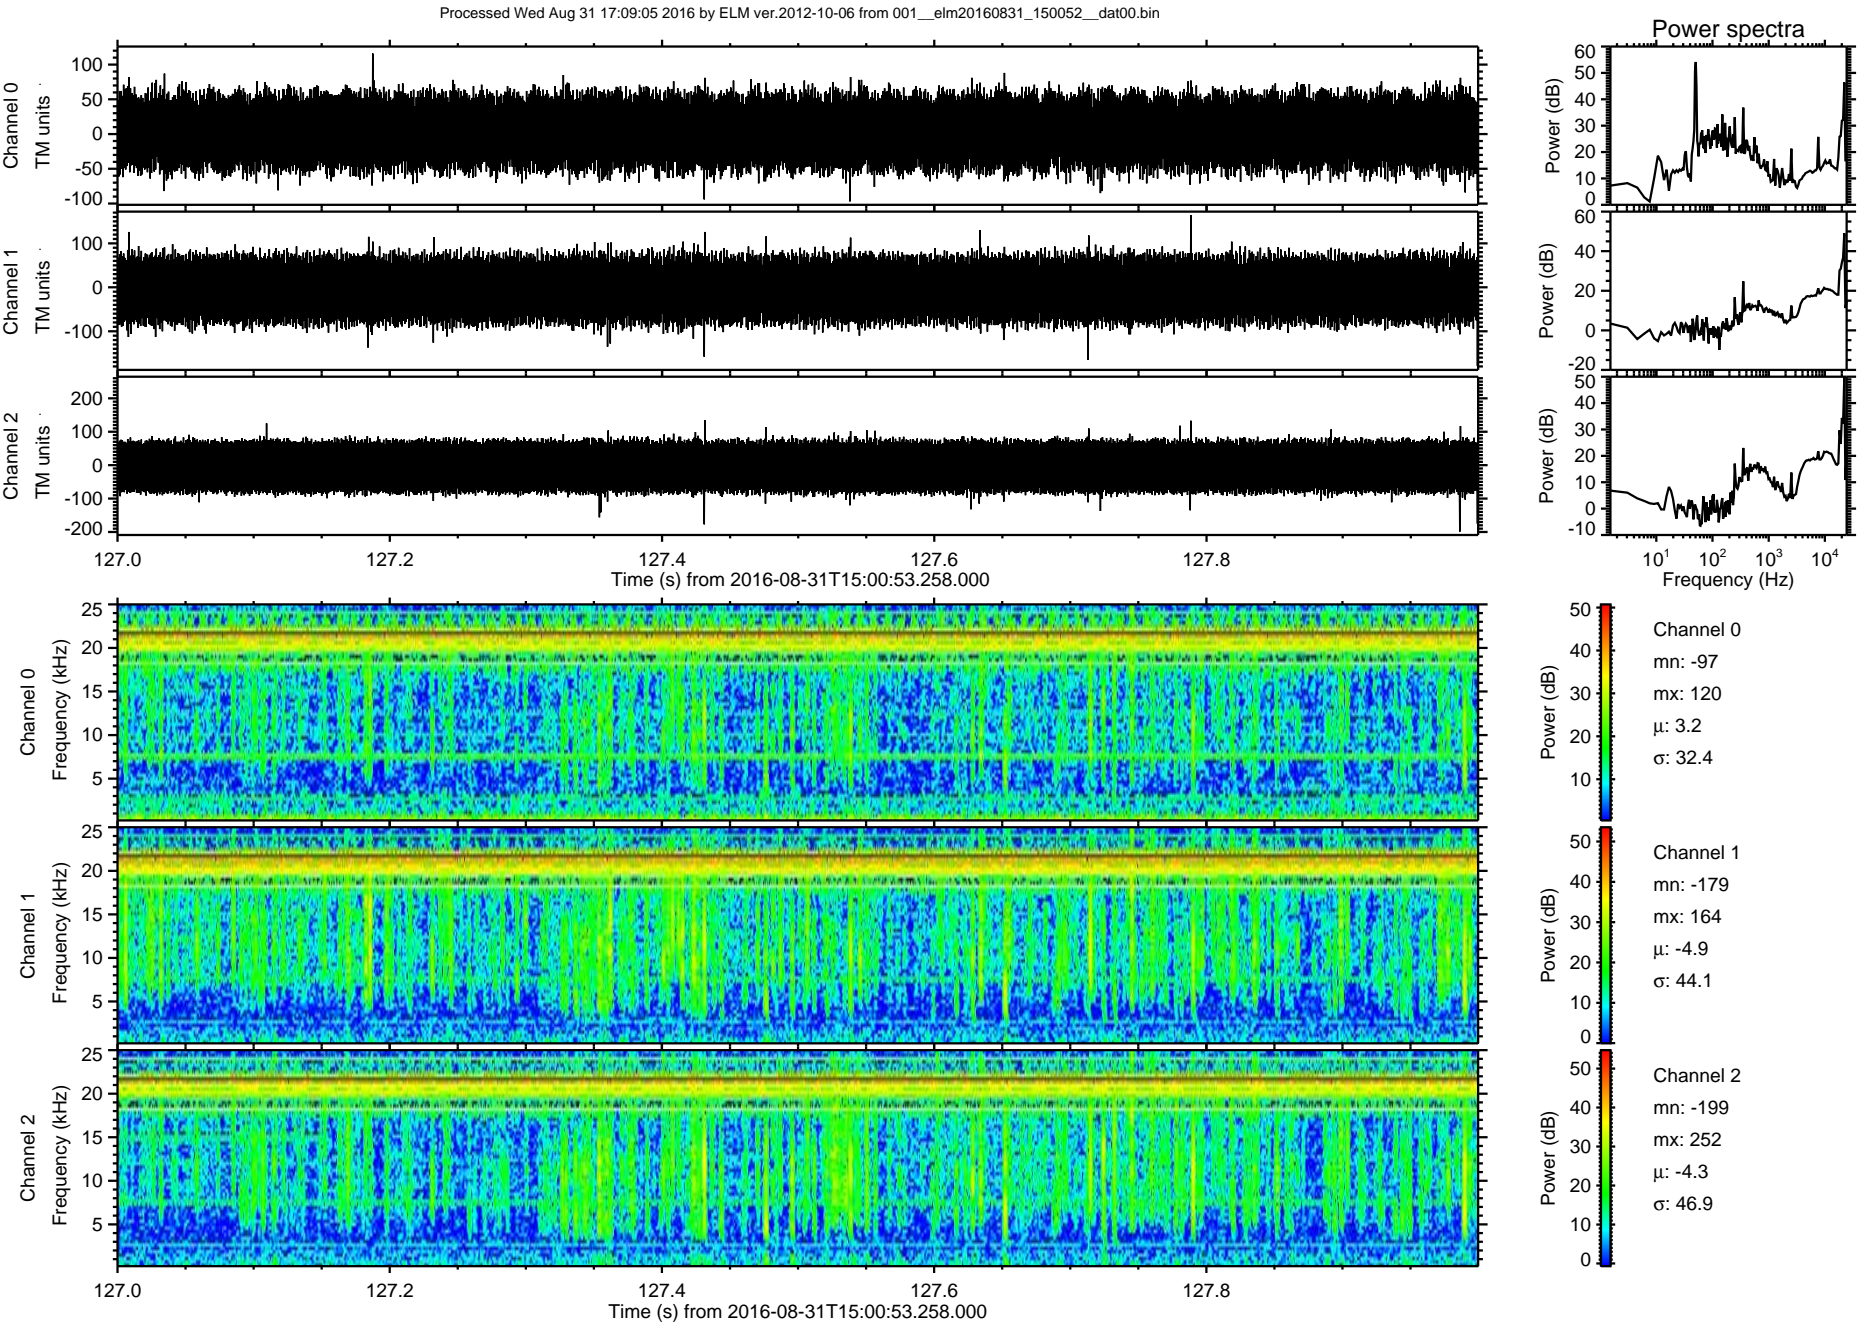 Processed Wed Aug 31 17:09:05 2016 by ELM ver.2012-10-06 from 001__elm20160831_150052__dat00.bin
Power spectra
Channel 0
TM units
100
50
0
-50
-100
Power (dB)
60
50
40
30
20
10
0
Channel 1
TM units
100
0
-100
Power (dB)
60
40
20
0
-20
Channel 2
TM units
200
100
0
-100
-200
Power (dB)
50
40
30
20
10
0
-10
127.0 127.2 127.4 127.6 127.8
Time (s) from 2016-08-31T15:00:53.258.000
10¹ 10² 10³ 10⁴
Frequency (Hz)
Channel 0
Frequency (kHz)
25
20
15
10
5
Power (dB)
50
40
30
20
10
Channel 0
mn: -97
mx: 120
μ: 3.2
σ: 32.4
Channel 1
Frequency (kHz)
25
20
15
10
5
Power (dB)
50
40
30
20
10
0
Channel 1
mn: -179
mx: 164
μ: -4.9
σ: 44.1
Channel 2
Frequency (kHz)
25
20
15
10
5
Power (dB)
50
40
30
20
10
0
Channel 2
mn: -199
mx: 252
μ: -4.3
σ: 46.9
127.0 127.2 127.4 127.6 127.8
Time (s) from 2016-08-31T15:00:53.258.000